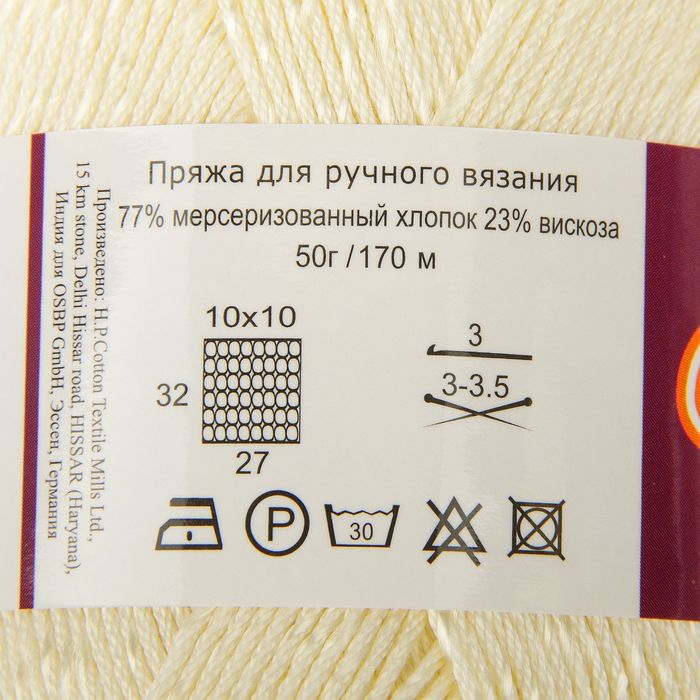 Пряжа для ручного вязания
77% мерсеризованный хлопок 23% вискоза
50г /170 м
10x10
32
27
3
3-3.5
P
30
Произведено: H.P.Cotton Textile Mills Ltd.,
15 km stone, Delhi Hissar road, HISSAR (Haryana),
Индия для OSBP GmbH, Эссен, Германия